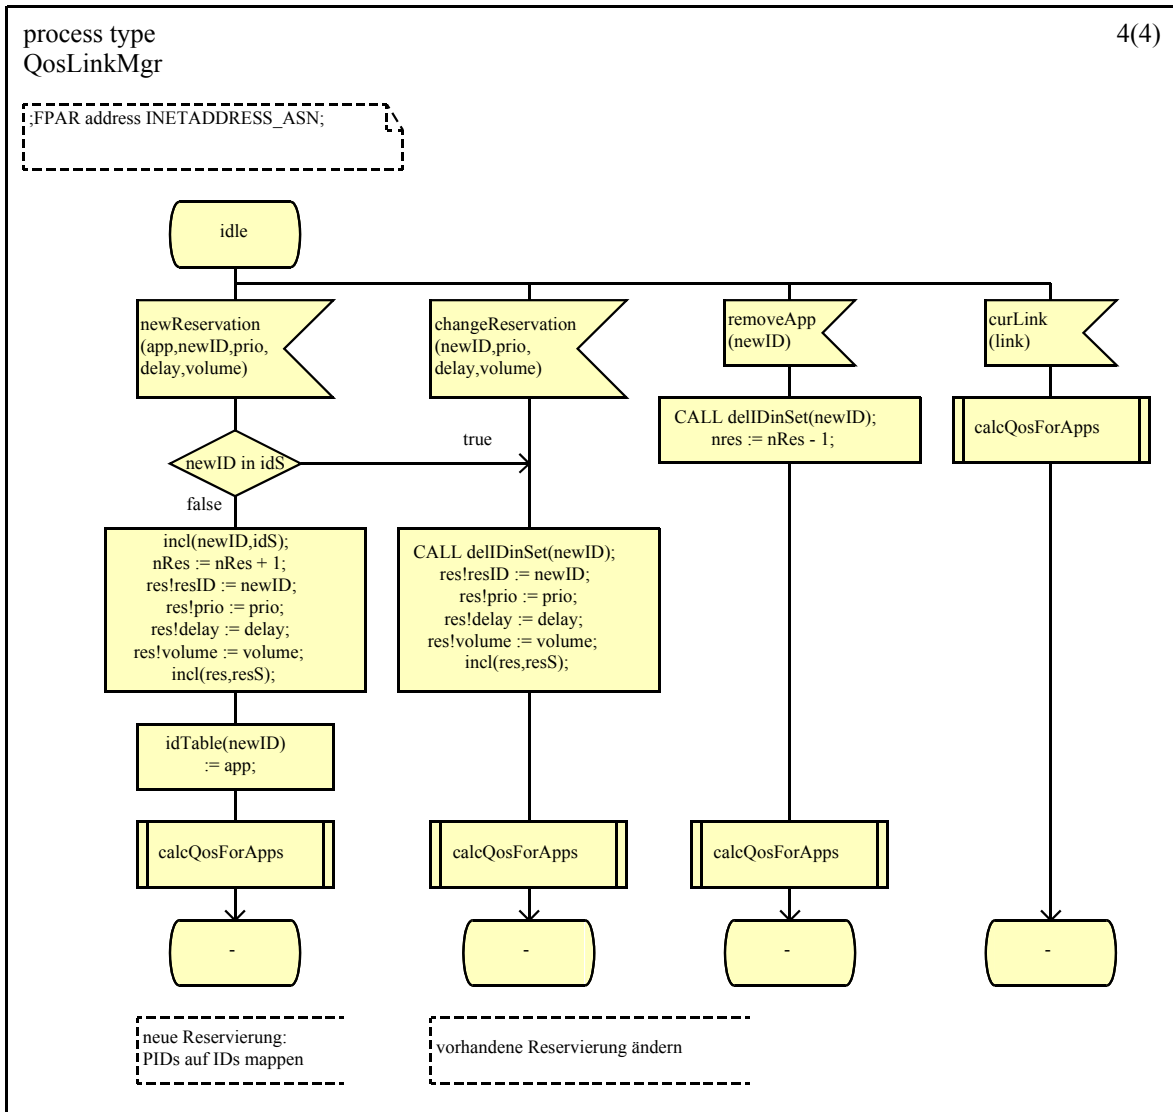 process type
QosLinkMgr
4(4)
;FPAR address INETADDRESS_ASN;
idle
newReservation
(app,newID,prio,
delay,volume)
changeReservation
(newID,prio,
delay,volume)
removeApp
(newID)
curLink
(link)
CALL delIDinSet(newID);
nres := nRes - 1;
calcQosForApps
newID in idS
true
false
incl(newID,idS);
nRes := nRes + 1;
res!resID := newID;
res!prio := prio;
res!delay := delay;
res!volume := volume;
incl(res,resS);
CALL delIDinSet(newID);
res!resID := newID;
res!prio := prio;
res!delay := delay;
res!volume := volume;
incl(res,resS);
idTable(newID)
:= app;
calcQosForApps
calcQosForApps
calcQosForApps
-
-
-
-
neue Reservierung:
PIDs auf IDs mappen
vorhandene Reservierung ändern